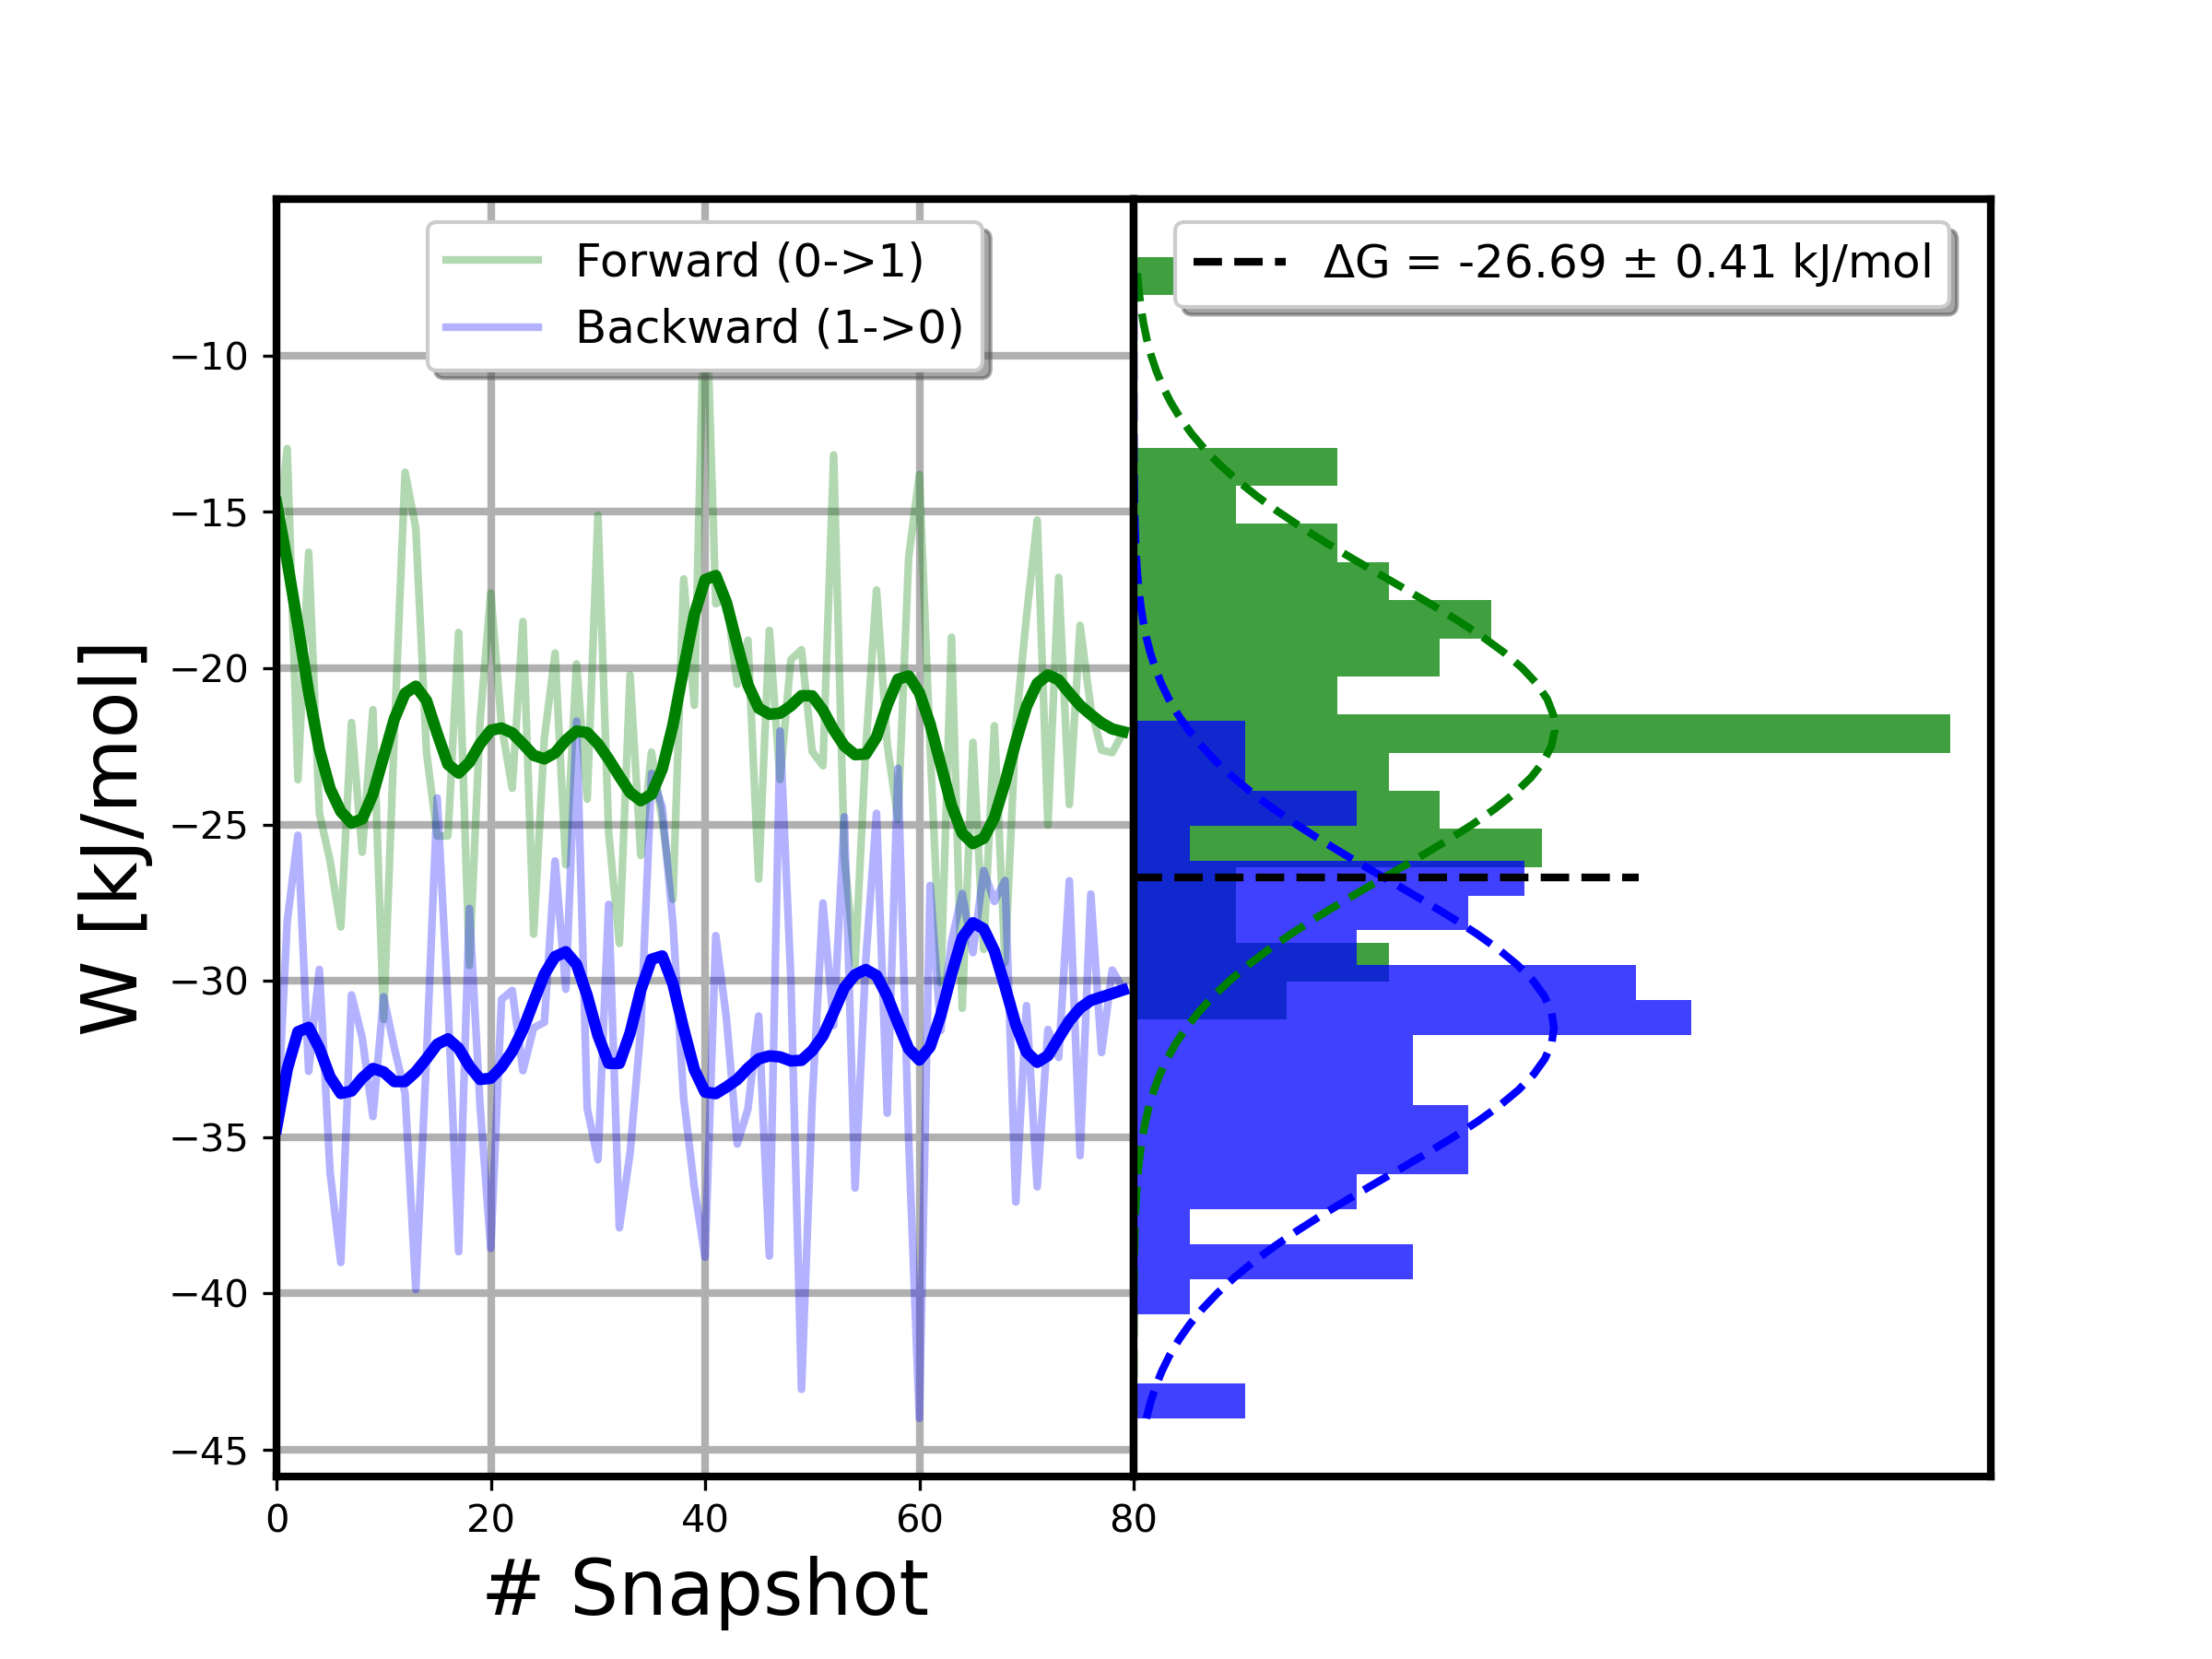 Forward (0->1)
Backward (1->0)
ΔG = -26.69 ± 0.41 kJ/mol
W [kJ/mol]
−10
−15
−20
−25
−30
−35
−40
−45
0 20 40 60 80
# Snapshot